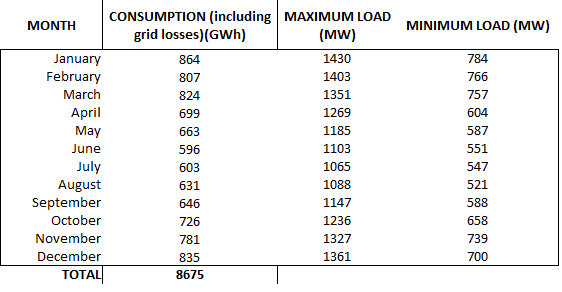 MONTH CONSUMPTION (including grid losses)(GWh) MAXIMUM LOAD (MW) MINIMUM LOAD (MW)
January 864 1430 784
February 807 1403 766
March 824 1351 757
April 699 1269 604
May 663 1185 587
June 596 1103 551
July 603 1065 547
August 631 1088 521
September 646 1147 588
October 726 1236 658
November 781 1327 739
December 835 1361 700
TOTAL 8675